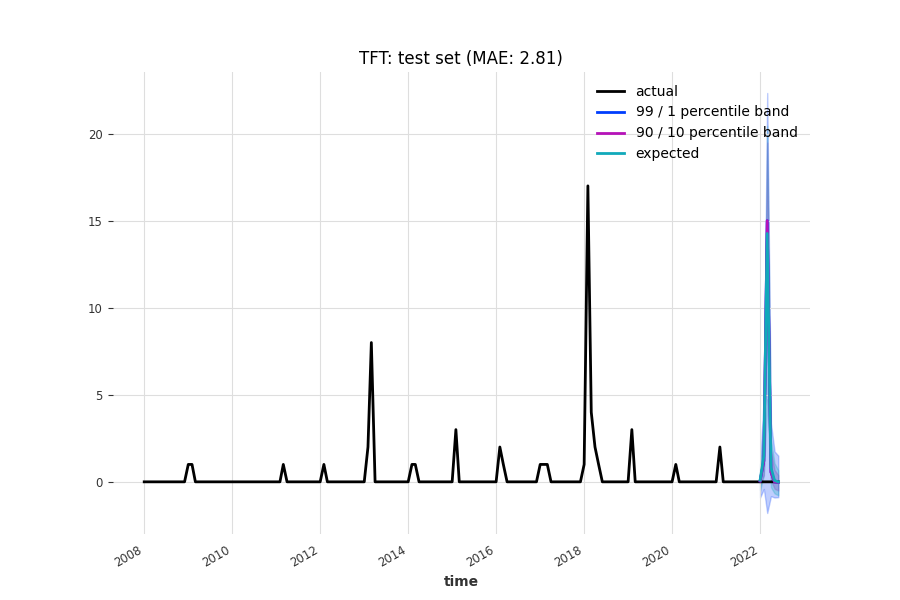 TFT: test set (MAE: 2.81)
actual
99 / 1 percentile band
90 / 10 percentile band
expected
20
15
10
5
0
2008
2010
2012
2014
2016
2018
2020
2022
time